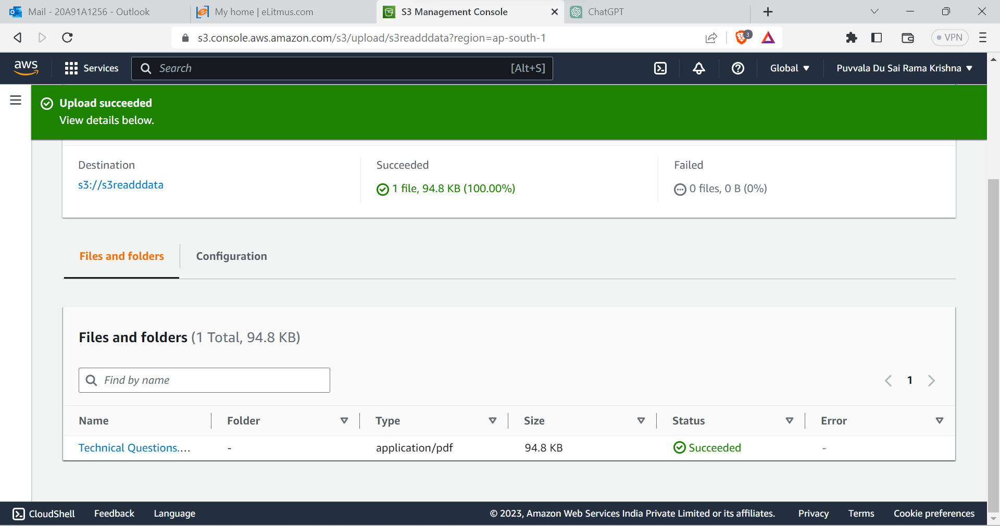 Mail - 20A91A1256 - Outlook
My home | eLitmus.com
S3 Management Console
ChatGPT
s3.console.aws.amazon.com/s3/upload/s3readddata?region=ap-south-1
3
VPN
aws
Services
Search
[Alt+S]
Global
Puvvala Du Sai Rama Krishna
Upload succeeded
View details below.
Destination
Succeeded
Failed
s3://s3readddata
1 file, 94.8 KB (100.00%)
0 files, 0 B (0%)
Files and folders
Configuration
Files and folders (1 Total, 94.8 KB)
Find by name
1
Name
Folder
Type
Size
Status
Error
Technical Questions....
-
application/pdf
94.8 KB
Succeeded
-
CloudShell
Feedback
Language
© 2023, Amazon Web Services India Private Limited or its affiliates.
Privacy
Terms
Cookie preferences